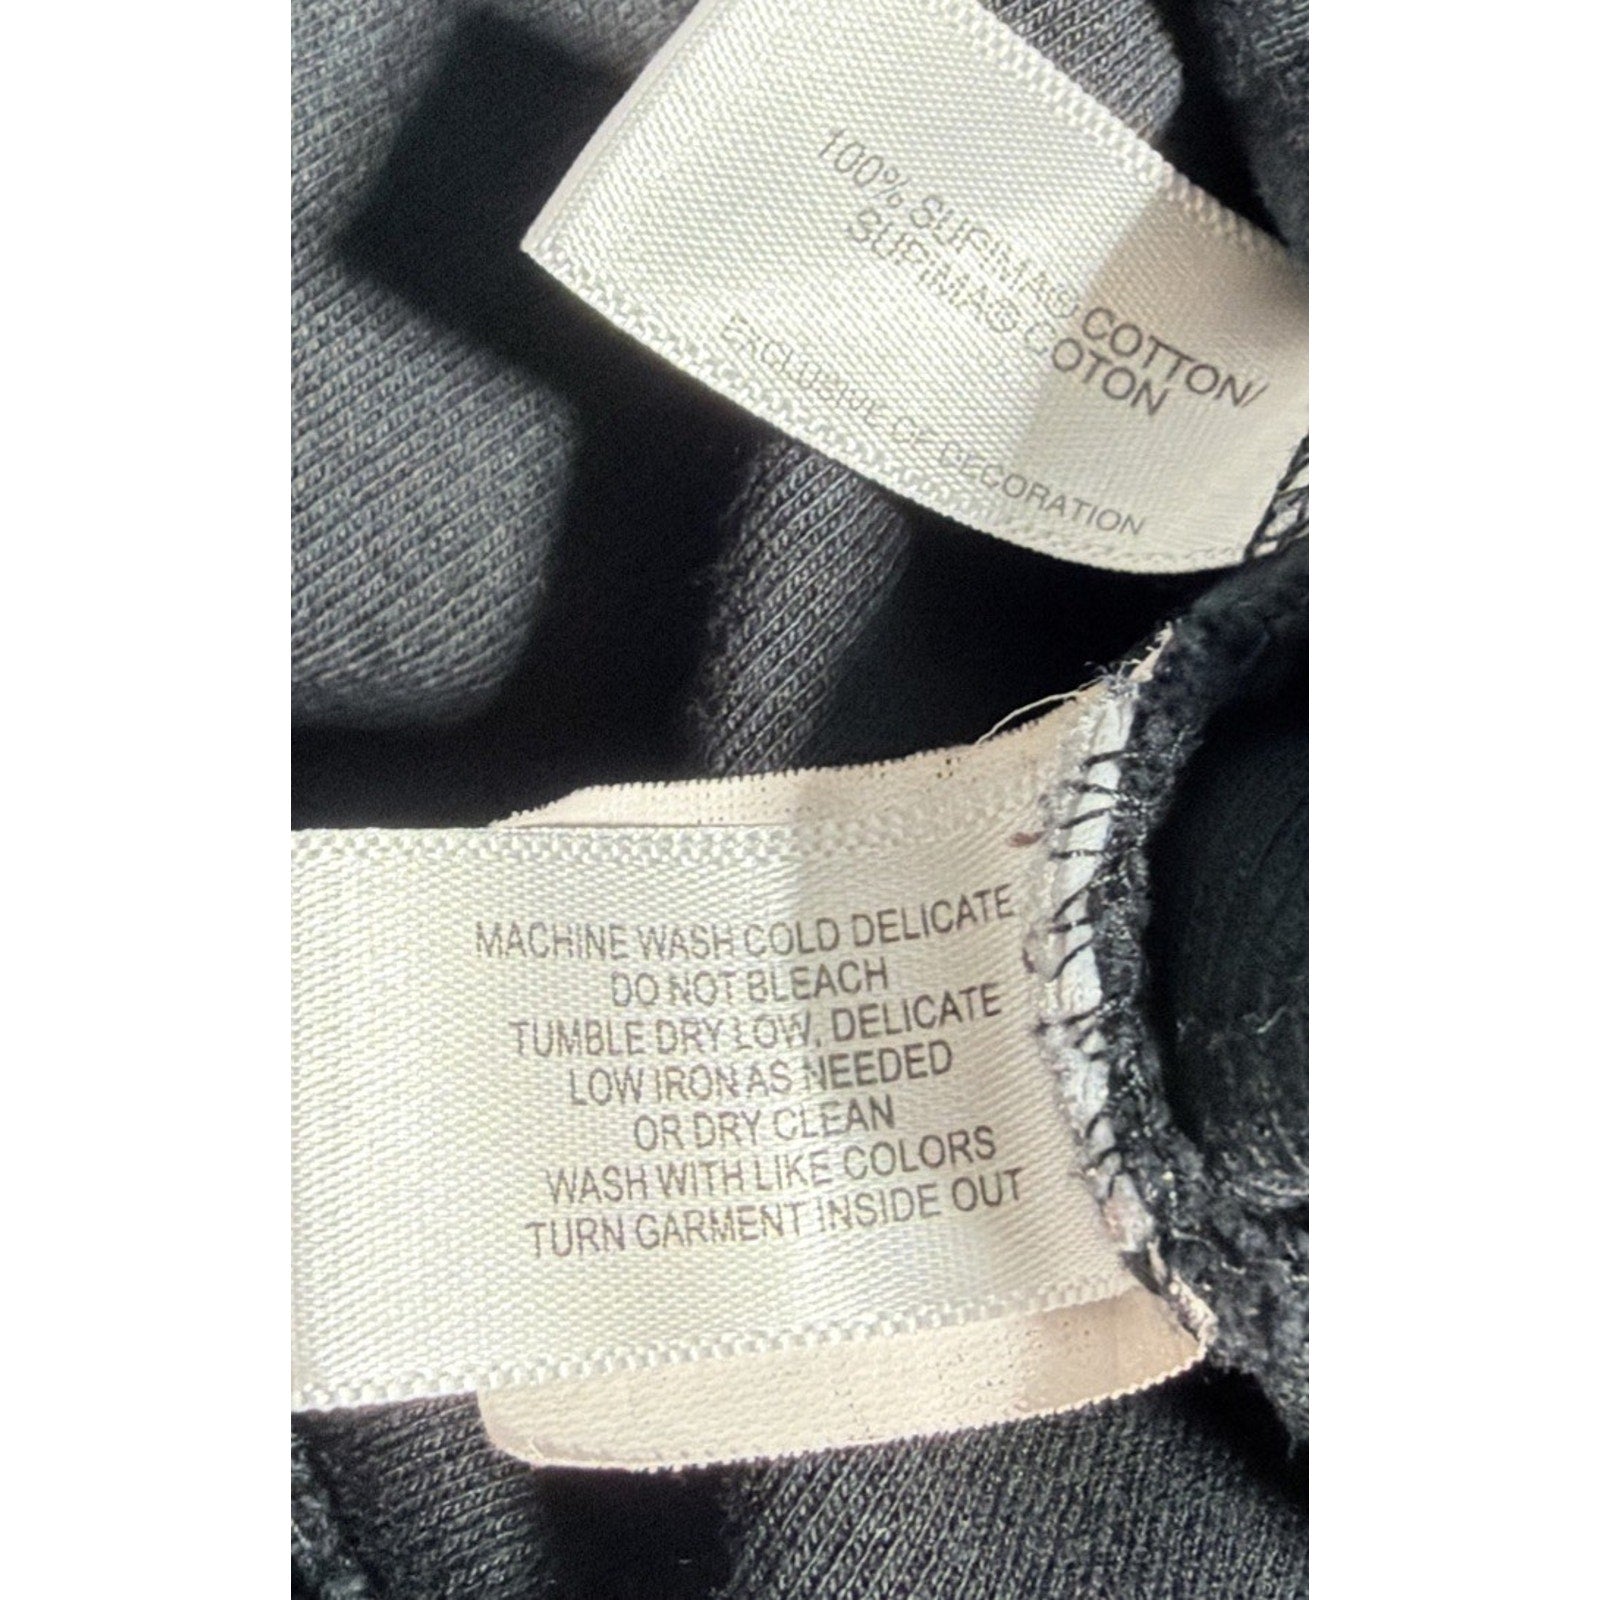 100% SUPIMA® COTTON/
SUPIMA® COTON
EXCLUSIVE OF DECORATION
MACHINE WASH COLD DELICATE
DO NOT BLEACH
TUMBLE DRY LOW, DELICATE
LOW IRON AS NEEDED
OR DRY CLEAN
WASH WITH LIKE COLORS
TURN GARMENT INSIDE OUT